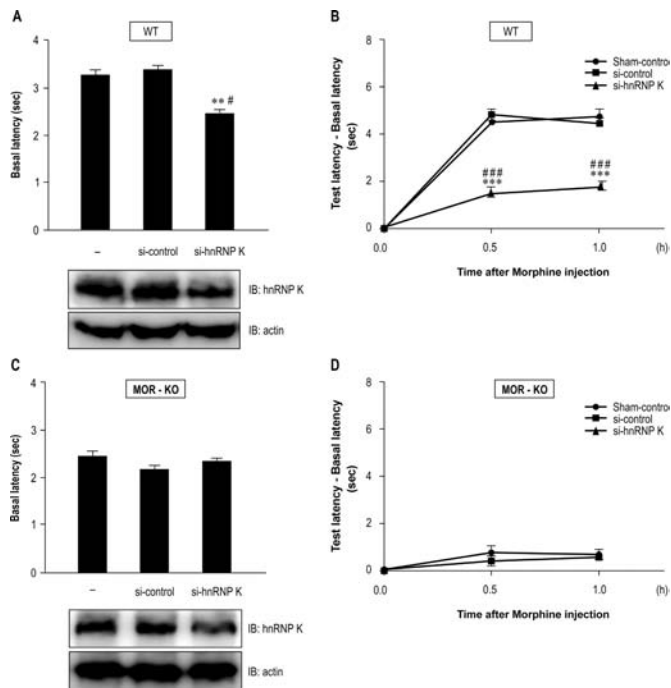 A
WT
Basal latency (sec)
4
3
2
1
0
** #
–
si-control
si-hnRNP K
IB: hnRNP K
IB: actin
B
WT
Test latency - Basal latency
(sec)
8
6
4
2
0
Sham-control
si-control
si-hnRNP K
###
***
###
***
0.0
0.5
1.0
(h)
Time after Morphine injection
C
MOR - KO
Basal latency (sec)
4
3
2
1
0
–
si-control
si-hnRNP K
IB: hnRNP K
IB: actin
D
MOR - KO
Test latency - Basal latency
(sec)
8
6
4
2
0
Sham-control
si-control
si-hnRNP K
0.0
0.5
1.0
(h)
Time after Morphine injection